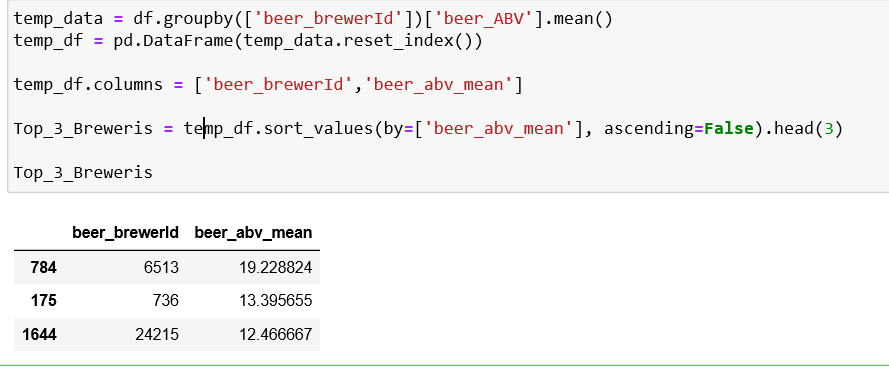 temp_data = df.groupby(['beer_brewerId'])['beer_ABV'].mean()
temp_df = pd.DataFrame(temp_data.reset_index())
temp_df.columns = ['beer_brewerId','beer_abv_mean']
Top_3_Breweris = temp_df.sort_values(by=['beer_abv_mean'], ascending=False).head(3)
Top_3_Breweris
beer_brewerId beer_abv_mean
784 6513 19.228824
175 736 13.395655
1644 24215 12.466667